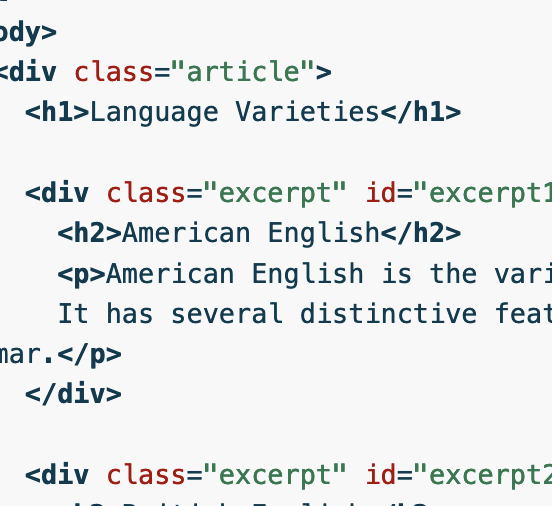 ody>
<div class="article">
<h1>Language Varieties</h1>
<div class="excerpt" id="excerpt1
<h2>American English</h2>
<p>American English is the vari
It has several distinctive feat
mar.</p>
</div>
<div class="excerpt" id="excerpt2